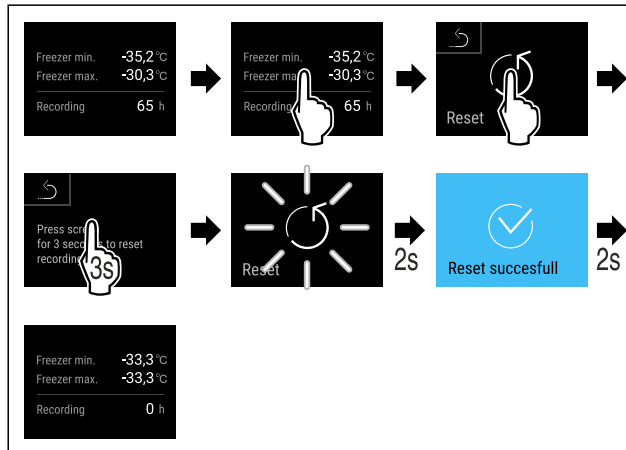 Freezer min. -35,2 °C
Freezer max. -30,3 °C
Recording 65 h
Freezer min. -35,2 °C
Freezer -30,3 °C
Recording 65 h
Reset
Press
for 3 to reset
3s
Reset
2s
Reset succesfull
2s
Freezer min. -33,3 °C
Freezer max. -33,3 °C
Recording 0 h